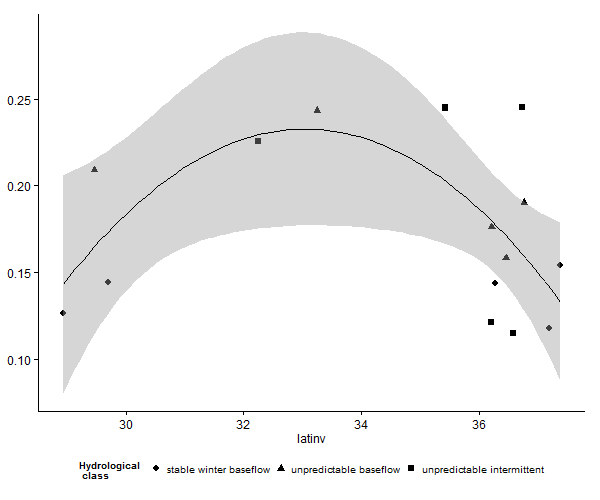 0.25
0.20
0.15
0.10
30 32 34 36
latinv
Hydrological
class
stable winter baseflow unpredictable baseflow unpredictable intermittent